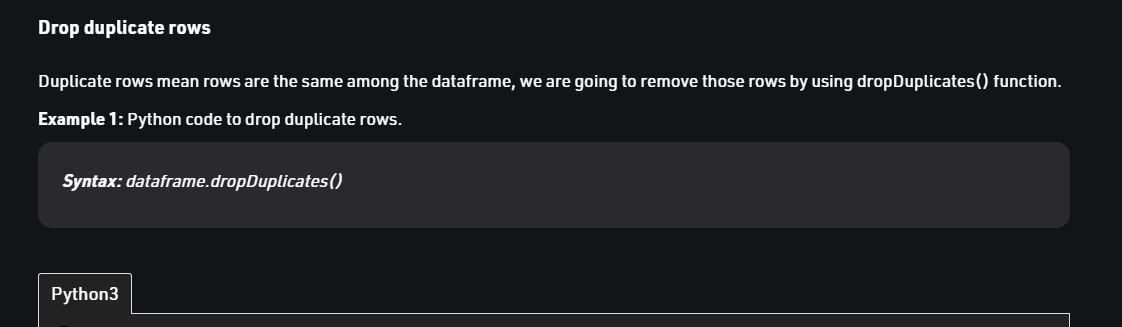 Drop duplicate rows
Duplicate rows mean rows are the same among the dataframe, we are going to remove those rows by using dropDuplicates() function.
Example 1: Python code to drop duplicate rows.
Syntax: dataframe.dropDuplicates()
Python3